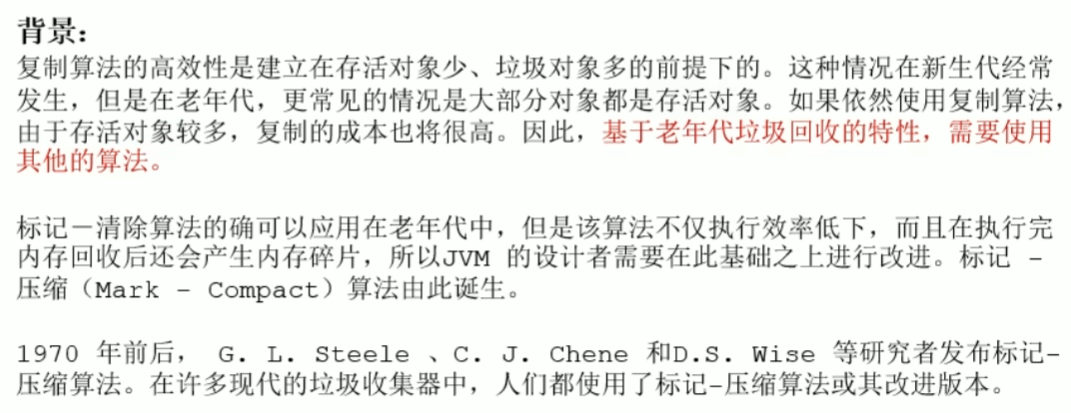 背景：
复制算法的高效性是建立在存活对象少、垃圾对象多的前提下的。这种情况在新生代经常
发生，但是在老年代，更常见的情况是大部分对象都是存活对象。如果依然使用复制算法，
由于存活对象较多，复制的成本也将很高。因此，基于老年代垃圾回收的特性，需要使用
其他的算法。
标记－清除算法的确可以应用在老年代中，但是该算法不仅执行效率低下，而且在执行完
内存回收后还会产生内存碎片，所以JVM 的设计者需要在此基础之上进行改进。标记 -
压缩（Mark - Compact）算法由此诞生。
1970 年前后， G. L. Steele 、C. J. Chene 和D.S. Wise 等研究者发布标记-
压缩算法。在许多现代的垃圾收集器中，人们都使用了标记-压缩算法或其改进版本。